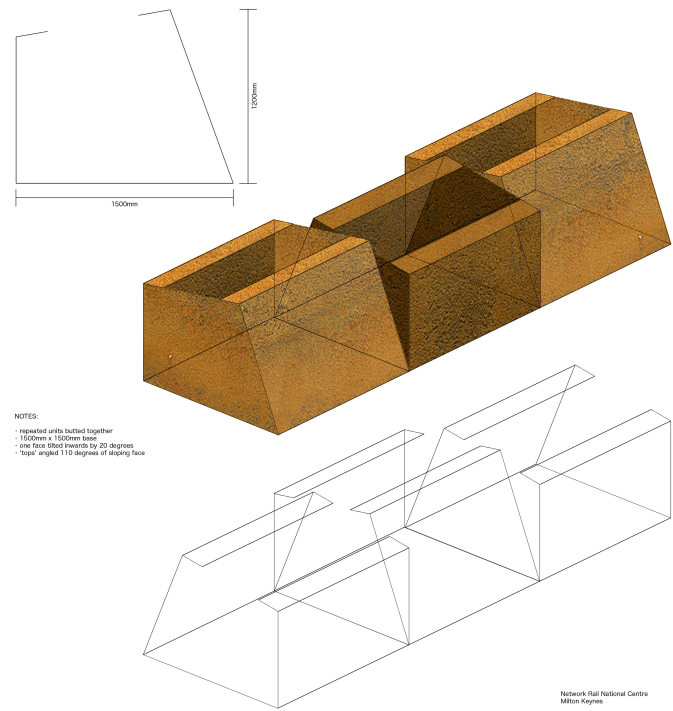 1200mm
1500mm
NOTES:
· repeated units butted together
· 1500mm x 1500mm base
· one face tilted inwards by 20 degrees
· 'tops' angled 110 degrees of sloping face
Network Rail National Centre
Milton Keynes